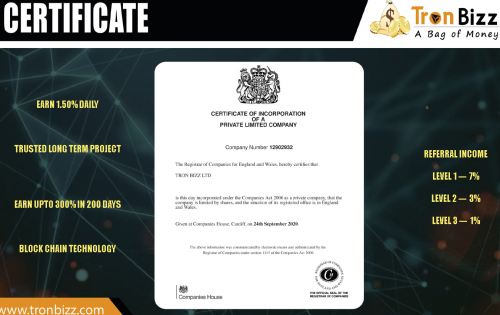 CERTIFICATE
Tron Bizz
A Bag of Money
EARN 1.50% DAILY
TRUSTED LONG TERM PROJECT
EARN UPTO 300% IN 200 DAYS
BLOCK CHAIN TECHNOLOGY
www.tronbizz.com
CERTIFICATE OF INCORPORATION
OF A
PRIVATE LIMITED COMPANY
Company Number 12902932
The Registrar of Companies for England and Wales, hereby certifies that
TRON BIZZ LTD
is this day incorporated under the Companies Act 2006 as a private company, that the
company is limited by shares, and the situation of its registered office is in England
and Wales.
Given at Companies House, Cardiff, on 24th September 2020.
The above information was communicated by electronic means and authenticated by the
Registrar of Companies under section 1115 of the Companies Act 2006
Companies House
THE OFFICIAL SEAL OF THE
REGISTRAR OF COMPANIES
REFERRAL INCOME
LEVEL 1 — 7%
LEVEL 2 — 3%
LEVEL 3 — 1%